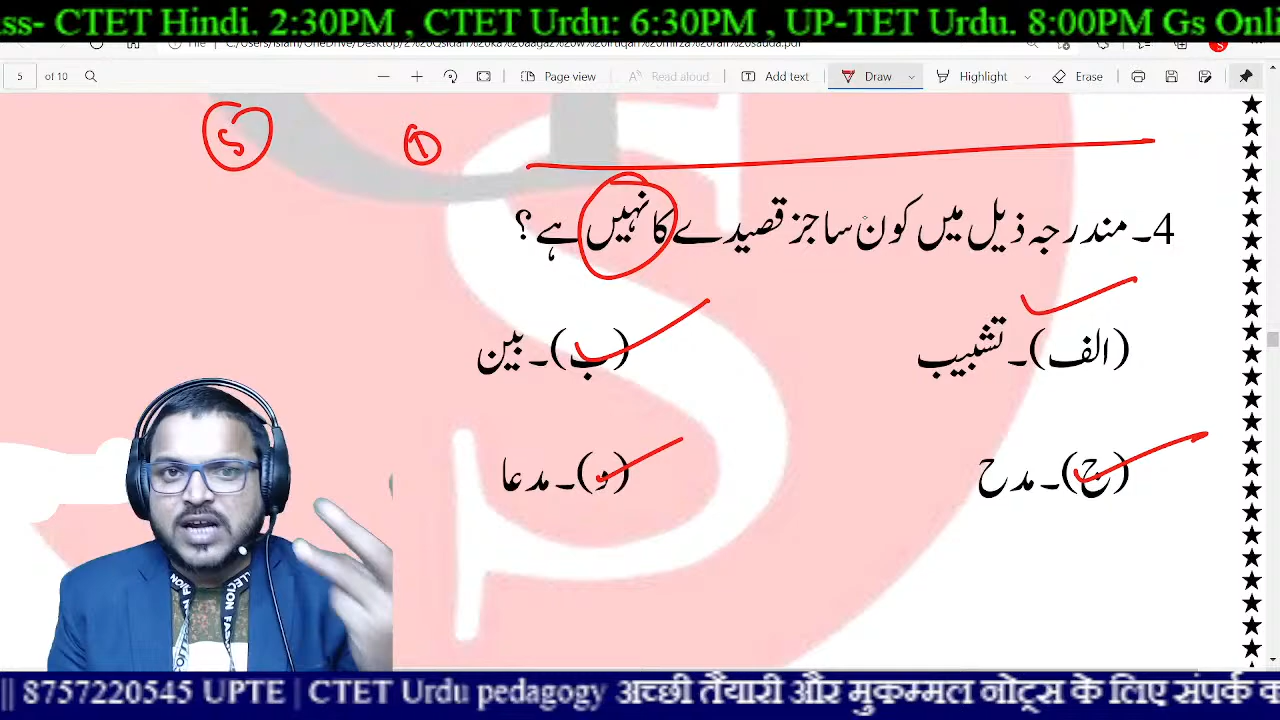 ss- CTET Hindi. 2:30PM , CTET Urdu: 6:30PM , UP-TET Urdu. 8:00PM Gs Onli
5 of 10 Page view Read aloud Add text Draw Highlight Erase
5 1
4۔ مندرجہ ذیل میں کون سا جز قصیدے کا نہیں ہے؟
(الف)۔ تشبیب (ب)۔ بین
(ج)۔ مدح (د)۔ مدعا
|| 8757220545 UPTE | CTET Urdu pedagogy अच्छी तैयारी और मुकम्मल नोट्स के लिए संपर्क क